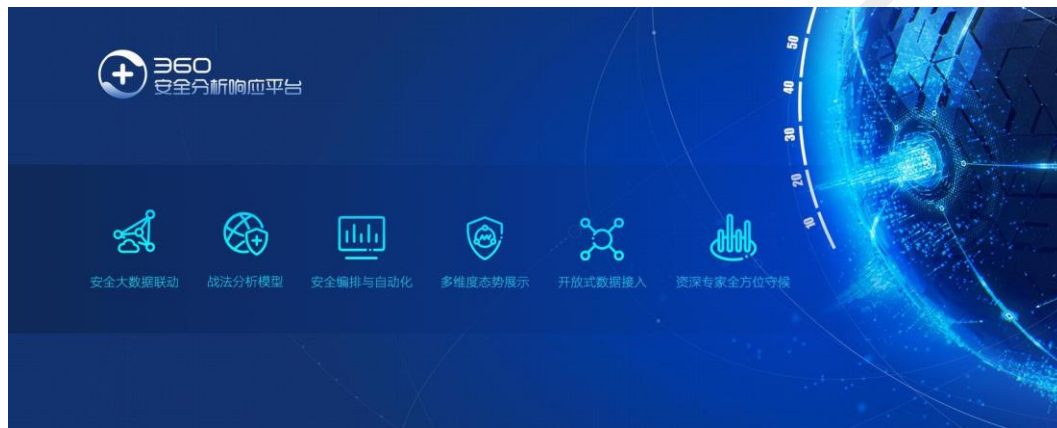 360
安全分析响应平台
50
40
30
20
10
安全大数据联动
战法分析模型
安全编排与自动化
多维度态势展示
开放式数据接入
资深专家全方位守候